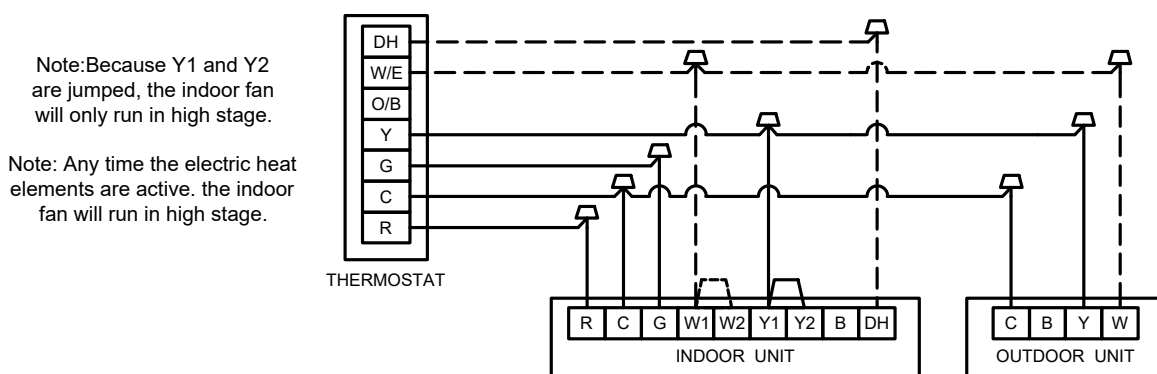 Note:Because Y1 and Y2
are jumped, the indoor fan
will only run in high stage.
Note: Any time the electric heat
elements are active. the indoor
fan will run in high stage.
DH
W/E
O/B
Y
G
C
R
THERMOSTAT
R C G W1 W2 Y1 Y2 B DH
INDOOR UNIT
C B Y W
OUTDOOR UNIT